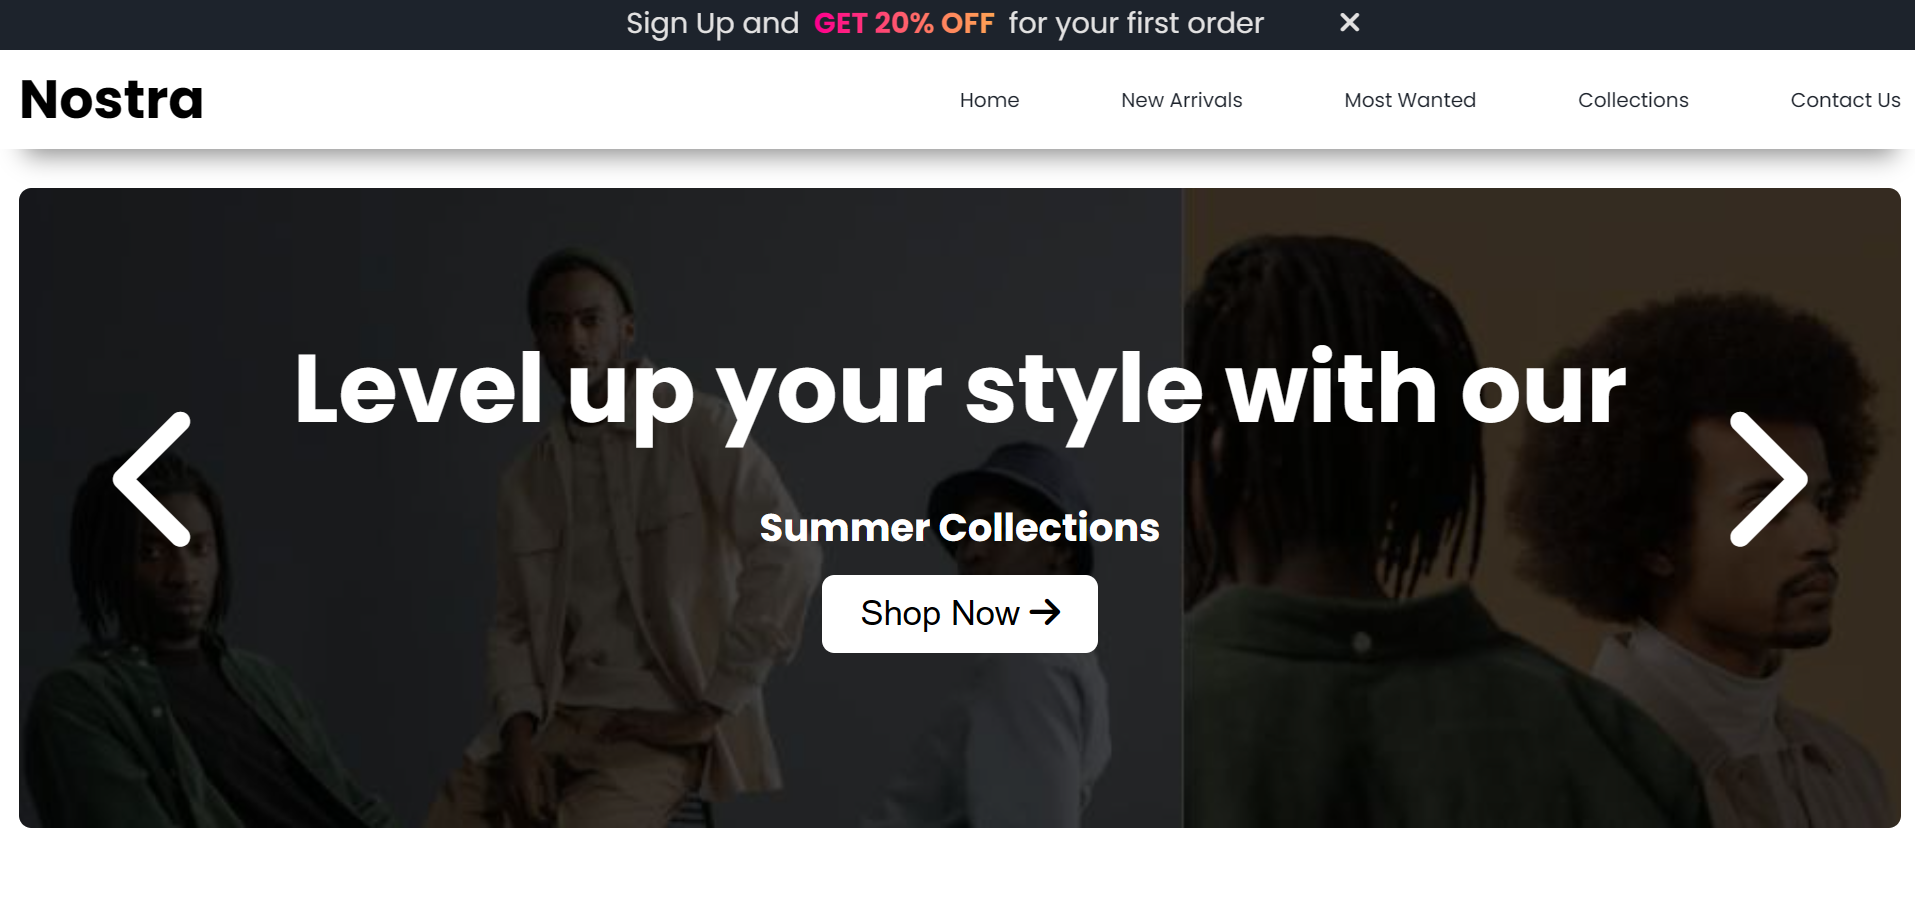 Sign Up and GET 20% OFF for your first order
Nostra
Home New Arrivals Most Wanted Collections Contact Us
Level up your style with our
Summer Collections
Shop Now